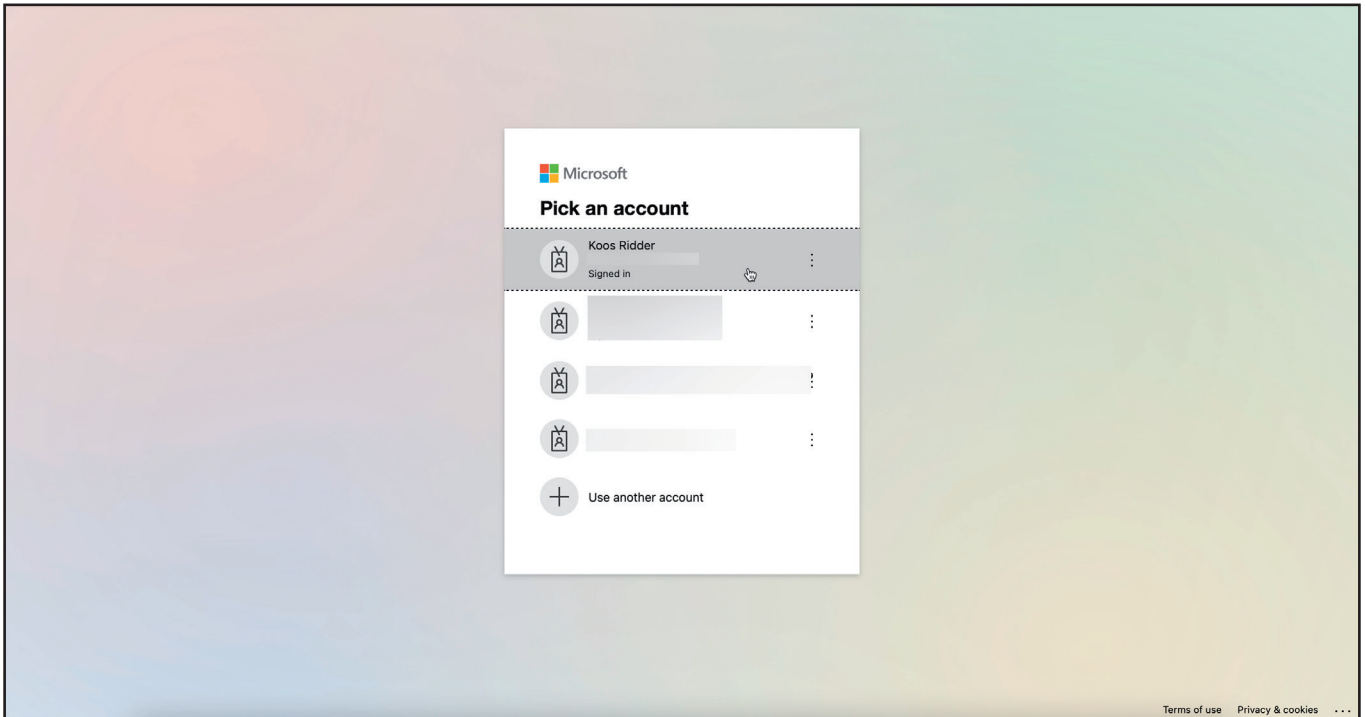 Microsoft
Pick an account
Koos Ridder
Signed in
Use another account
Terms of use Privacy & cookies ...